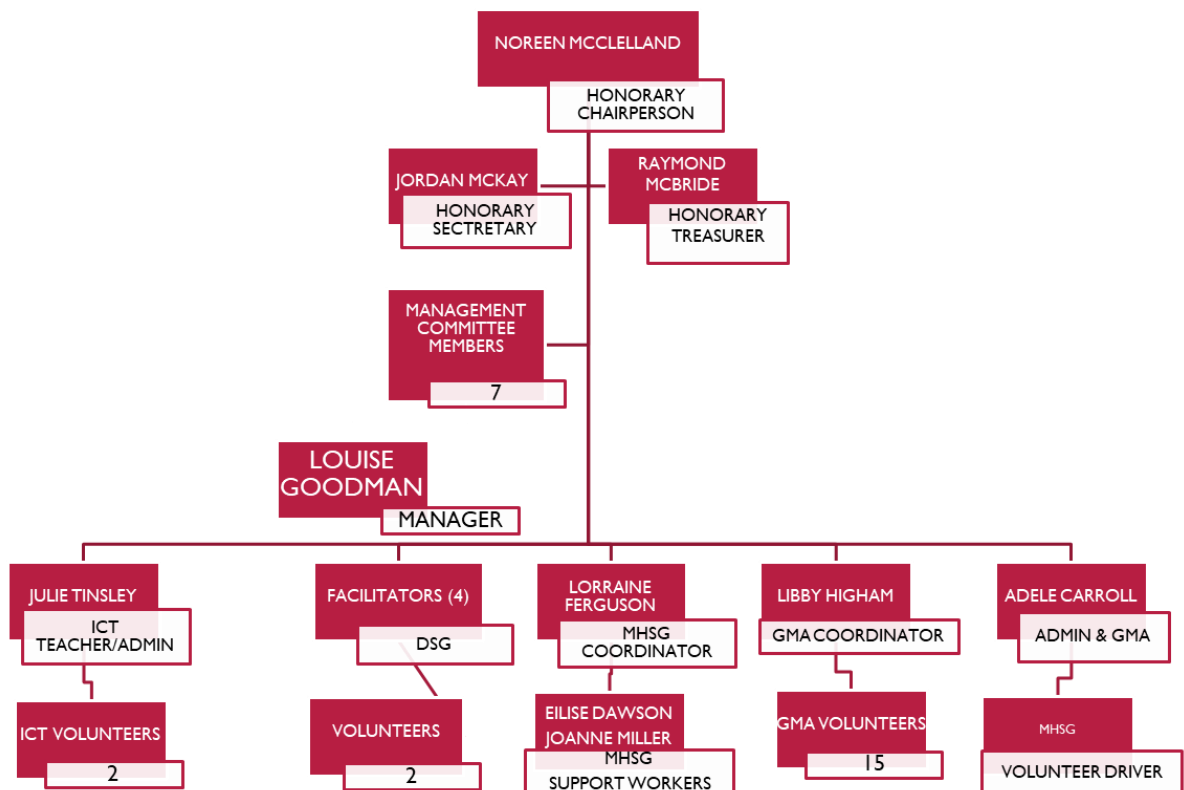 NOREEN MCCLELLAND
HONORARY
CHAIRPERSON
JORDAN MCKAY
HONORARY
SECTRETARY
RAYMOND
MCBRIDE
HONORARY
TREASURER
MANAGEMENT
COMMITTEE
MEMBERS
7
LOUISE
GOODMAN
MANAGER
JULIE TINSLEY
ICT
TEACHER/ADMIN
FACILITATORS (4)
DSG
LORRAINE
FERGUSON
MHSG
COORDINATOR
LIBBY HIGHAM
GMA COORDINATOR
ADELE CARROLL
ADMIN & GMA
ICT VOLUNTEERS
2
VOLUNTEERS
2
EILISE DAWSON
JOANNE MILLER
MHSG
SUPPORT WORKERS
GMA VOLUNTEERS
15
MHSG
VOLUNTEER DRIVER